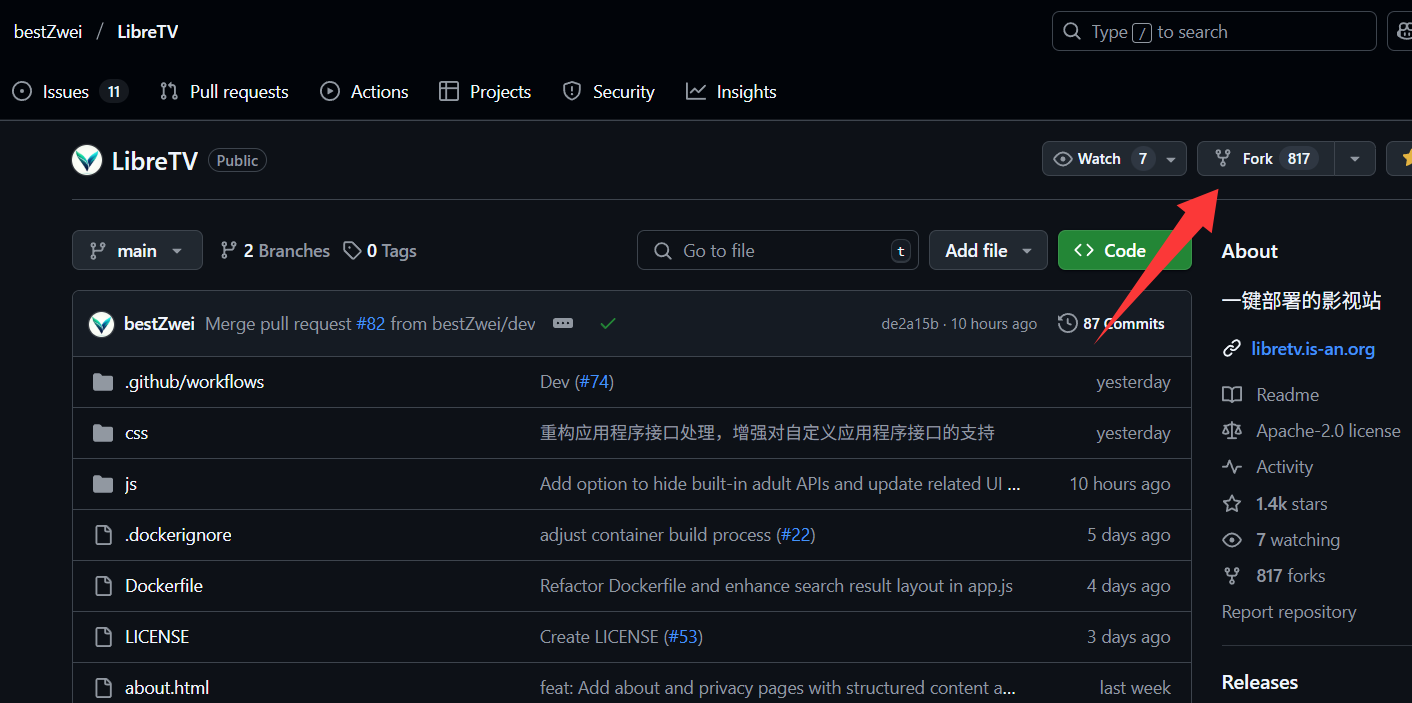 bestZwei / LibreTV
Type / to search
Issues 11 Pull requests Actions Projects Security Insights
LibreTV Public
Watch 7 Fork 817
main 2 Branches 0 Tags Go to file t Add file Code
About
一键部署的影视站
libretv.is-an.org
Readme
Apache-2.0 license
Activity
1.4k stars
7 watching
817 forks
Report repository
Releases
bestZwei Merge pull request #82 from bestZwei/dev de2a15b · 10 hours ago 87 Commits
.github/workflows Dev (#74) yesterday
css 重构应用程序接口处理，增强对自定义应用程序接口的支持 yesterday
js Add option to hide built-in adult APIs and update related UI ... 10 hours ago
.dockerignore adjust container build process (#22) 5 days ago
Dockerfile Refactor Dockerfile and enhance search result layout in app.js 4 days ago
LICENSE Create LICENSE (#53) 3 days ago
about.html feat: Add about and privacy pages with structured content a... last week